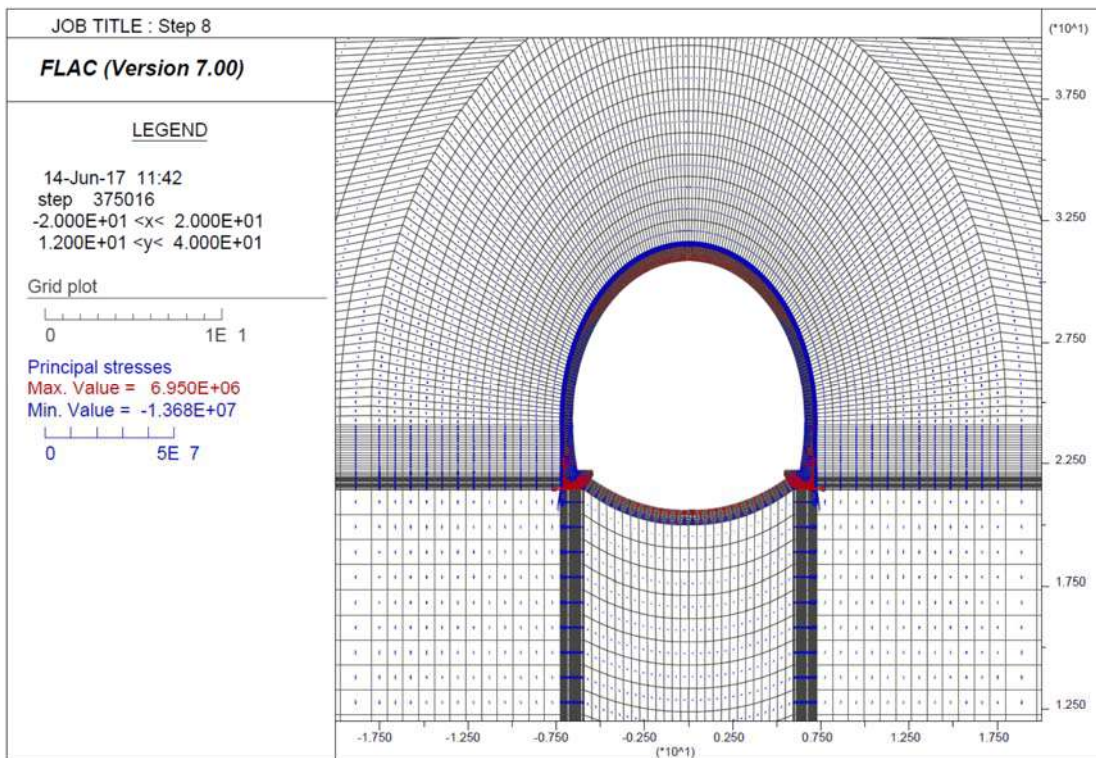 JOB TITLE : Step 8
(*10^1)
FLAC (Version 7.00)
LEGEND
14-Jun-17 11:42
step 375016
-2.000E+01 <x< 2.000E+01
1.200E+01 <y< 4.000E+01
Grid plot
0 1E 1
Principal stresses
Max. Value = 6.950E+06
Min. Value = -1.368E+07
0 5E 7
3.750
3.250
2.750
2.250
1.750
1.250
-1.750 -1.250 -0.750 -0.250 0.250 0.750 1.250 1.750
(*10^1)